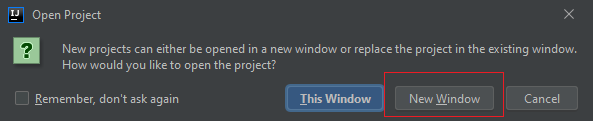 IJ Open Project
New projects can either be opened in a new window or replace the project in the existing window.
How would you like to open the project?
Remember, don't ask again
This Window
New Window
Cancel